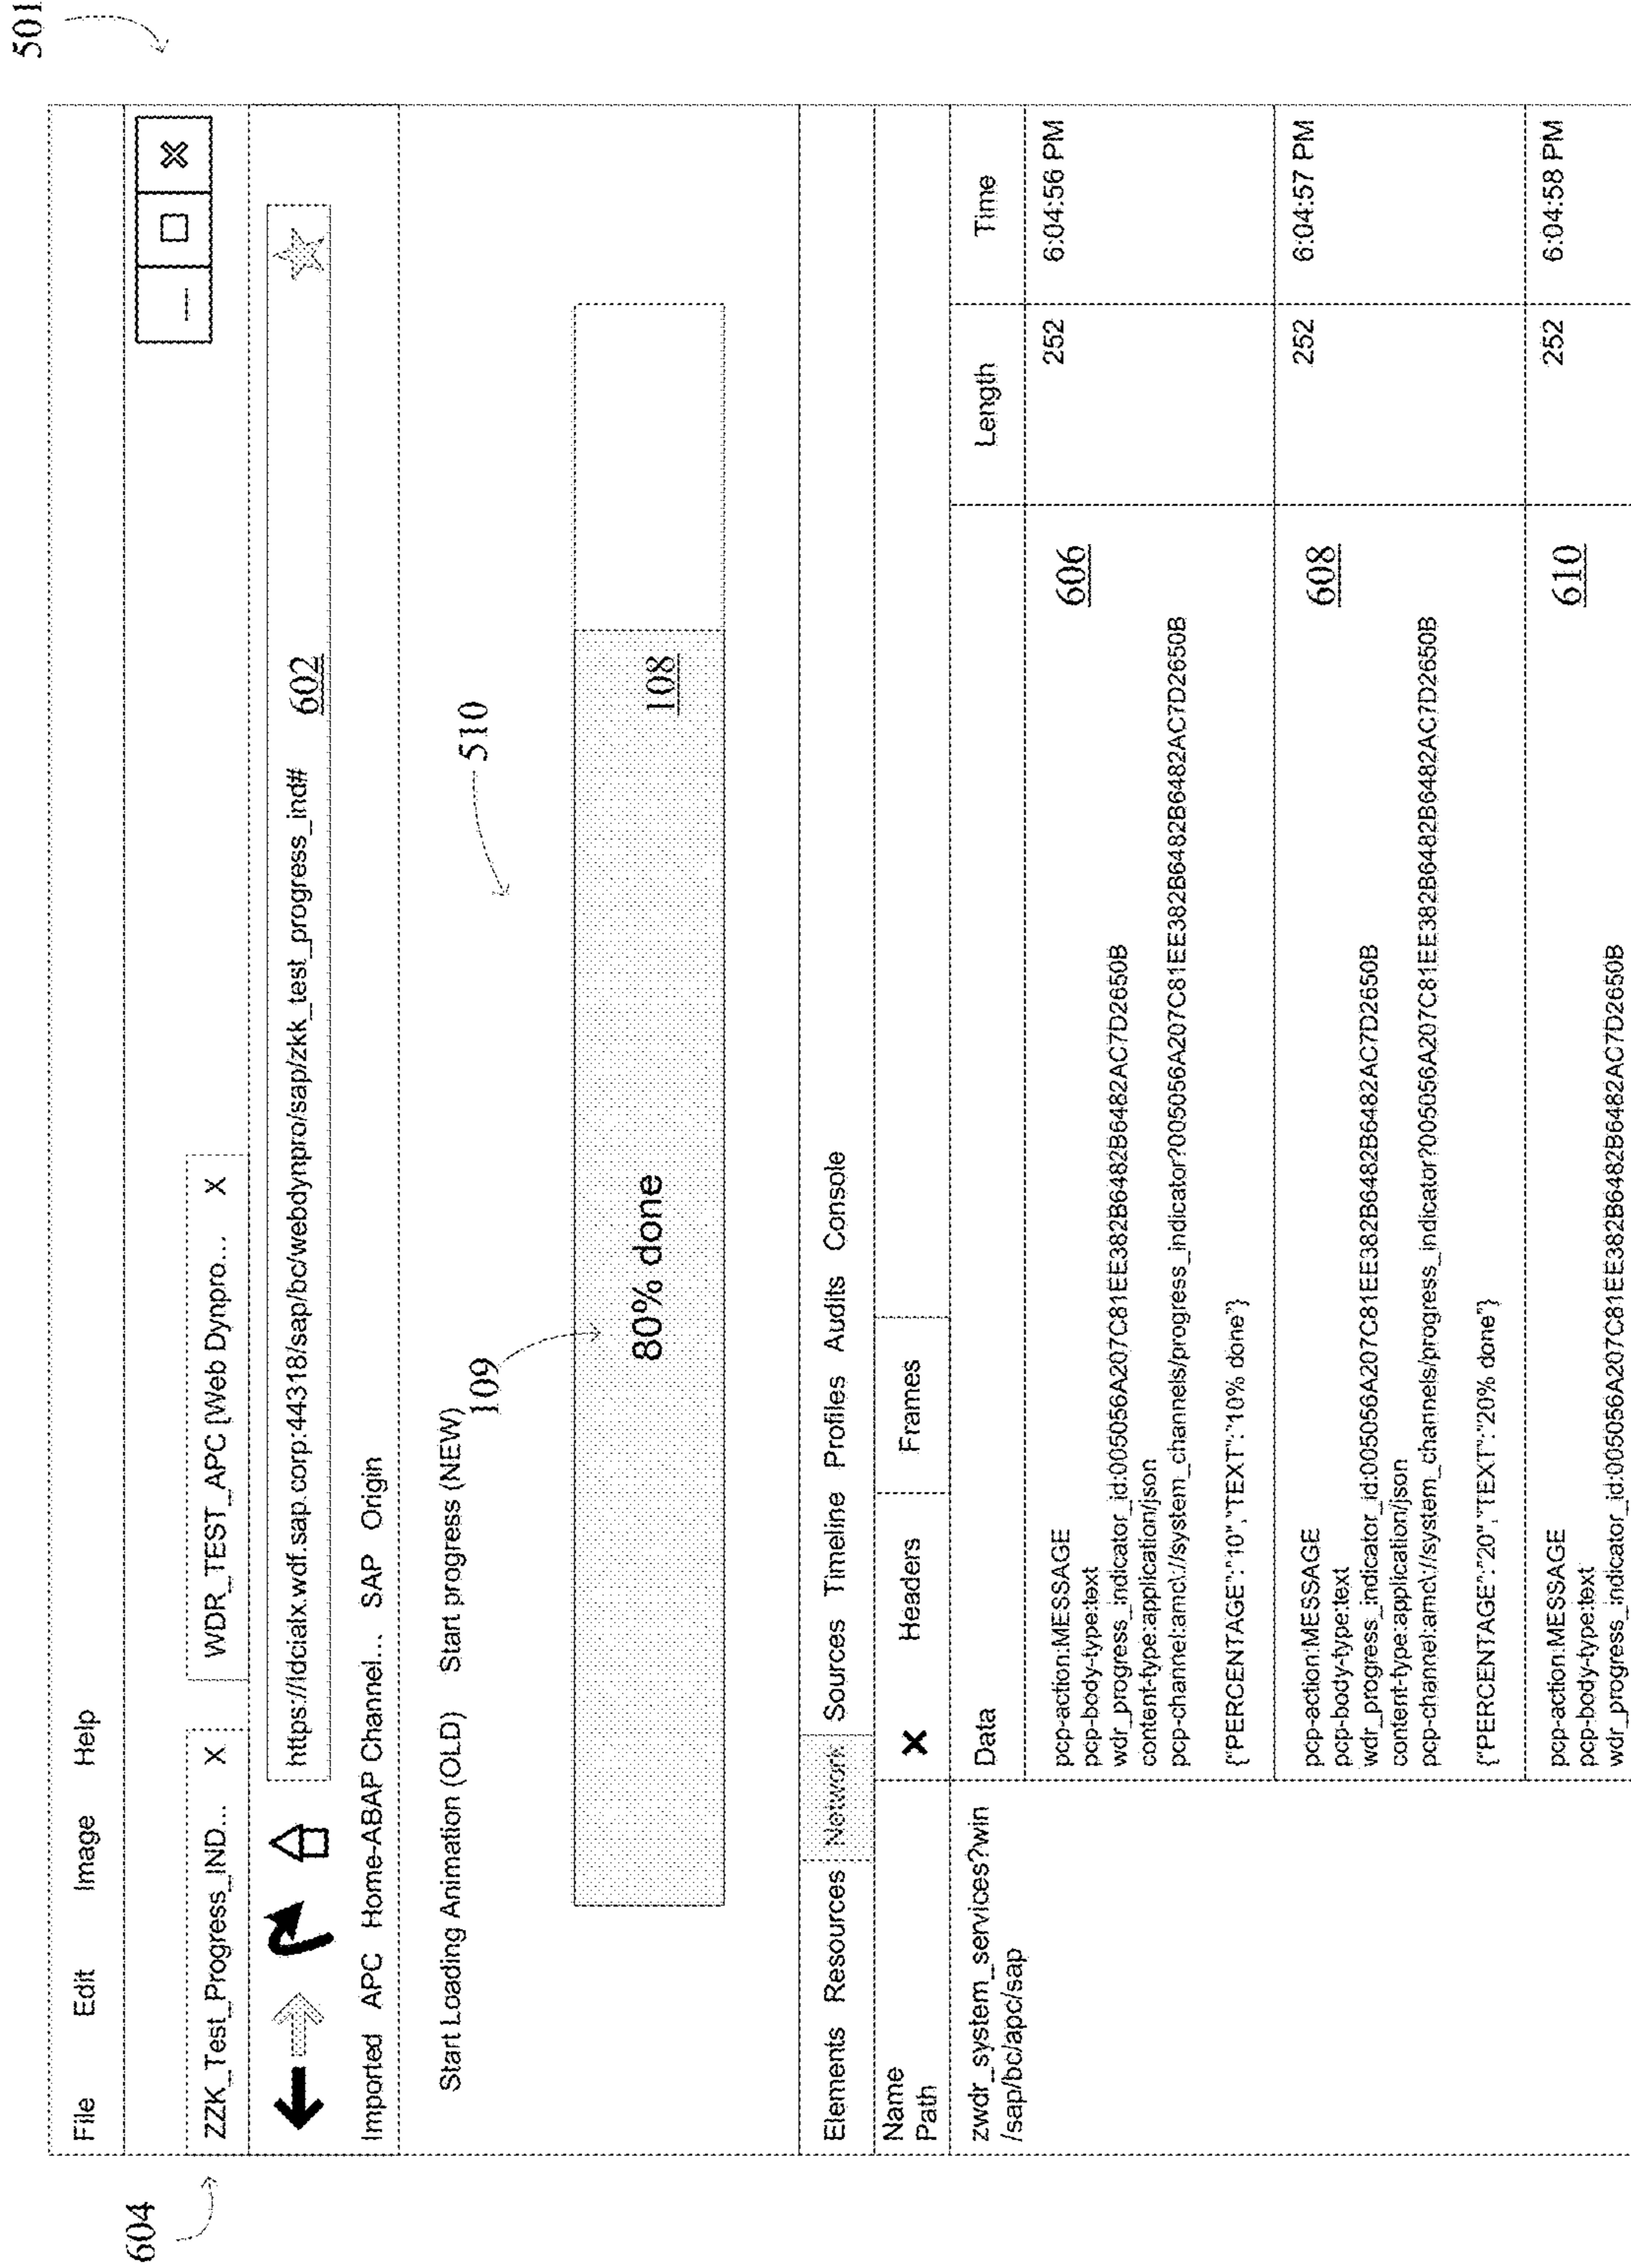 501
604
File Edit Image Help
ZZK_Test_Progress_IND... X WDR_TEST_APC [Web Dynpro... X
https://ldcialx.wdf.sap.corp:44318/sap/bc/webdynpro/sap/zkk_test_progress_ind# 602
Imported APC Home-ABAP Channel... SAP Origin
Start Loading Animation (OLD) Start progress (NEW)
510
109
80% done 108
Elements Resources Network Sources Timeline Profiles Audits Console
Name
Path
X Headers Frames
Data Length Time
zwdr_system_services?win
/sap/bc/apc/sap
pcp-action:MESSAGE 606 252 6:04:56 PM
pcp-body-type:text
wdr_progress_indicator_id:005056A207C81EE382B6482B6482AC7D2650B
content-type:application/json
pcp-channel:amc\://system_channels/progress_indicator?005056A207C81EE382B6482B6482B6482AC7D2650B
{"PERCENTAGE":"10","TEXT":"10% done"}
pcp-action:MESSAGE 608 252 6:04:57 PM
pcp-body-type:text
wdr_progress_indicator_id:005056A207C81EE382B6482B6482AC7D2650B
content-type:application/json
pcp-channel:amc\://system_channels/progress_indicator?005056A207C81EE382B6482B6482B6482AC7D2650B
{"PERCENTAGE":"20","TEXT":"20% done"}
pcp-action:MESSAGE 610 252 6:04:58 PM
pcp-body-type:text
wdr_progress_indicator_id:005056A207C81EE382B6482B6482AC7D2650B